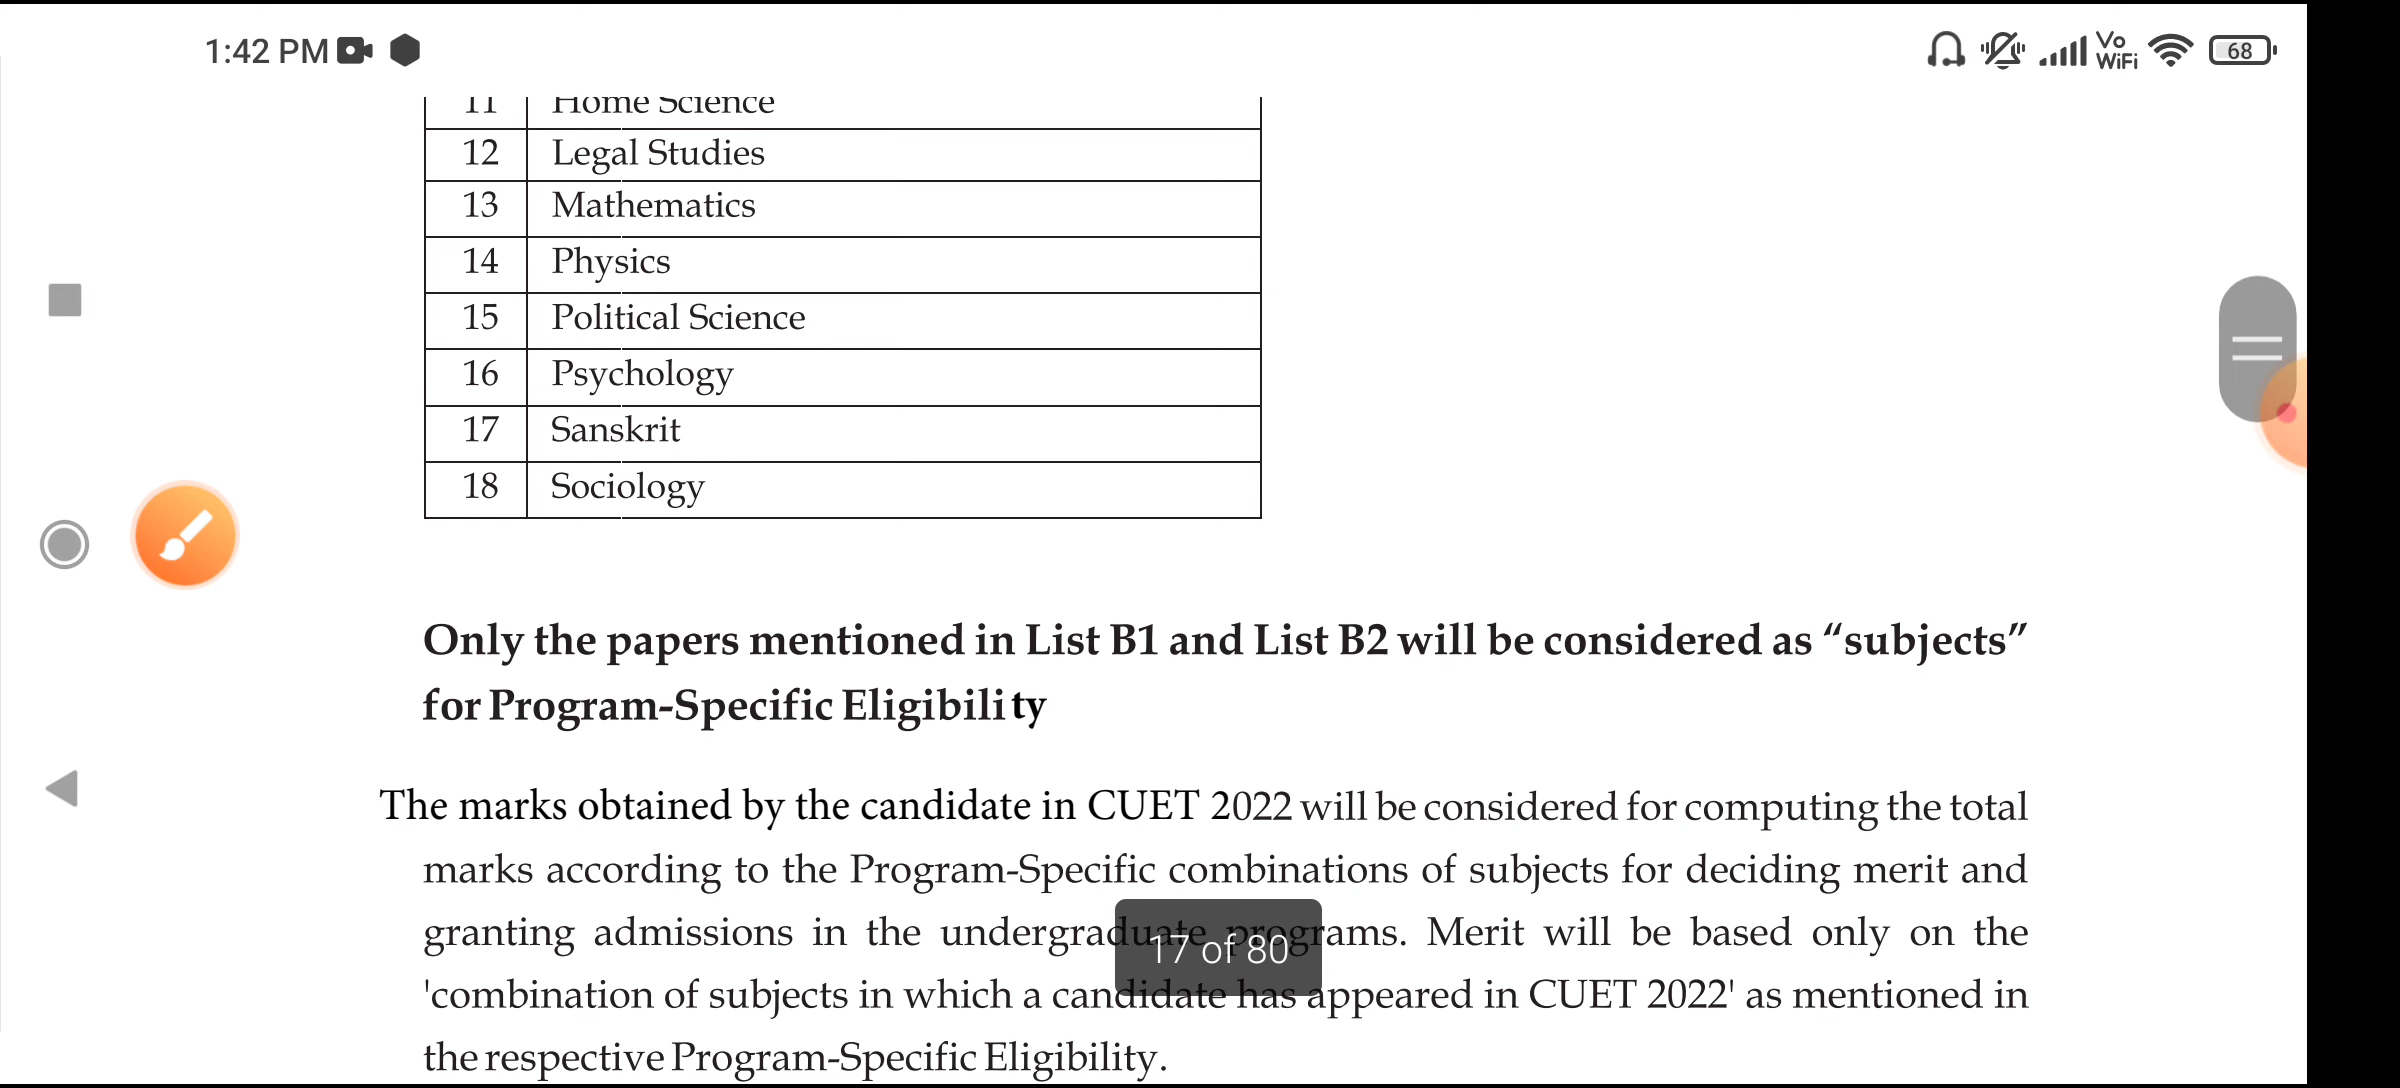 1:42 PM
Vo
WiFi
68
11 Home Science
12 Legal Studies
13 Mathematics
14 Physics
15 Political Science
16 Psychology
17 Sanskrit
18 Sociology
Only the papers mentioned in List B1 and List B2 will be considered as “subjects”
for Program-Specific Eligibility
The marks obtained by the candidate in CUET 2022 will be considered for computing the total
marks according to the Program-Specific combinations of subjects for deciding merit and
granting admissions in the undergraduate programs. Merit will be based only on the
17 of 80
'combination of subjects in which a candidate has appeared in CUET 2022' as mentioned in
the respective Program-Specific Eligibility.